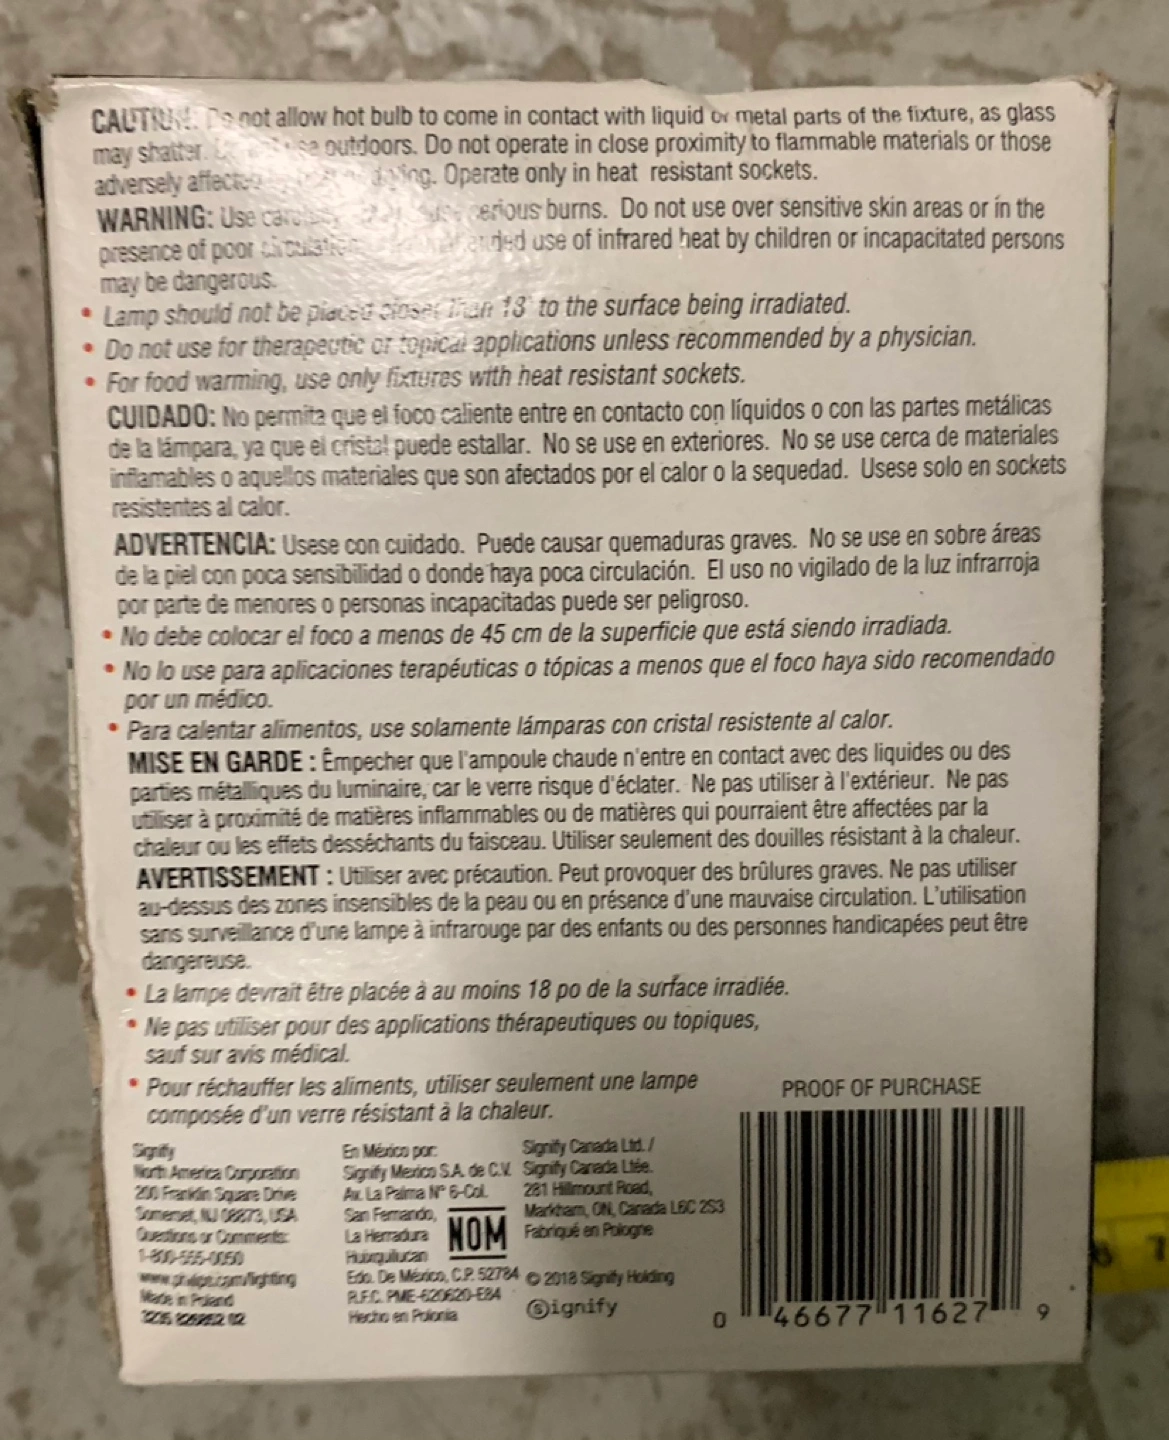 CAUTION: Do not allow hot bulb to come in contact with liquid or metal parts of the fixture, as glass
may shatter. Do not use outdoors. Do not operate in close proximity to flammable materials or those
adversely affected by drying. Operate only in heat resistant sockets.
WARNING: Use carefully. serious burns. Do not use over sensitive skin areas or in the
presence of poor circulation. use of infrared heat by children or incapacitated persons
may be dangerous.
• Lamp should not be placed closer than 18" to the surface being irradiated.
• Do not use for therapeutic or topical applications unless recommended by a physician.
• For food warming, use only fixtures with heat resistant sockets.
CUIDADO: No permita que el foco caliente entre en contacto con líquidos o con las partes metálicas
de la lámpara, ya que el cristal puede estallar. No se use en exteriores. No se use cerca de materiales
inflamables o aquellos materiales que son afectados por el calor o la sequedad. Usese solo en sockets
resistentes al calor.
ADVERTENCIA: Usese con cuidado. Puede causar quemaduras graves. No se use en sobre áreas
de la piel con poca sensibilidad o donde haya poca circulación. El uso no vigilado de la luz infrarroja
por parte de menores o personas incapacitadas puede ser peligroso.
• No debe colocar el foco a menos de 45 cm de la superficie que está siendo irradiada.
• No lo use para aplicaciones terapéuticas o tópicas a menos que el foco haya sido recomendado
por un médico.
• Para calentar alimentos, use solamente lámparas con cristal resistente al calor.
MISE EN GARDE : Êmpecher que l'ampoule chaude n'entre en contact avec des liquides ou des
parties métalliques du luminaire, car le verre risque d'éclater. Ne pas utiliser à l'extérieur. Ne pas
utiliser à proximité de matières inflammables ou de matières qui pourraient être affectées par la
chaleur ou les effets desséchants du faisceau. Utiliser seulement des douilles résistant à la chaleur.
AVERTISSEMENT : Utiliser avec précaution. Peut provoquer des brûlures graves. Ne pas utiliser
au-dessus des zones insensibles de la peau ou en présence d'une mauvaise circulation. L'utilisation
sans surveillance d'une lampe à infrarouge par des enfants ou des personnes handicapées peut être
dangereuse.
• La lampe devrait être placée à au moins 18 po de la surface irradiée.
• Ne pas utiliser pour des applications thérapeutiques ou topiques,
sauf sur avis médical.
• Pour réchauffer les aliments, utiliser seulement une lampe
composée d'un verre résistant à la chaleur.
PROOF OF PURCHASE
Signify
North America Corporation
200 Franklin Square Drive
Somerset, NJ 08873, USA
Questions or Comments:
1-800-555-0050
www.philips.com/lighting
Made in Poland
En México por:
Signify Mexico S.A. de C.V.
Av. La Palma N° 6-Col.
San Fernando,
La Herradura
Huixquilucan
Edo. De México, C.P. 52784
R.F.C. PME-620620-E84
Hecho en Polonia
NOM
Signify Canada Ltd. /
Signify Canada Ltée.
281 Hillmount Road,
Markham, ON, Canada L6C 2S3
Fabriqué en Pologne
© 2018 Signify Holding
Ⓢignify
0 46677 11627 9
6 7